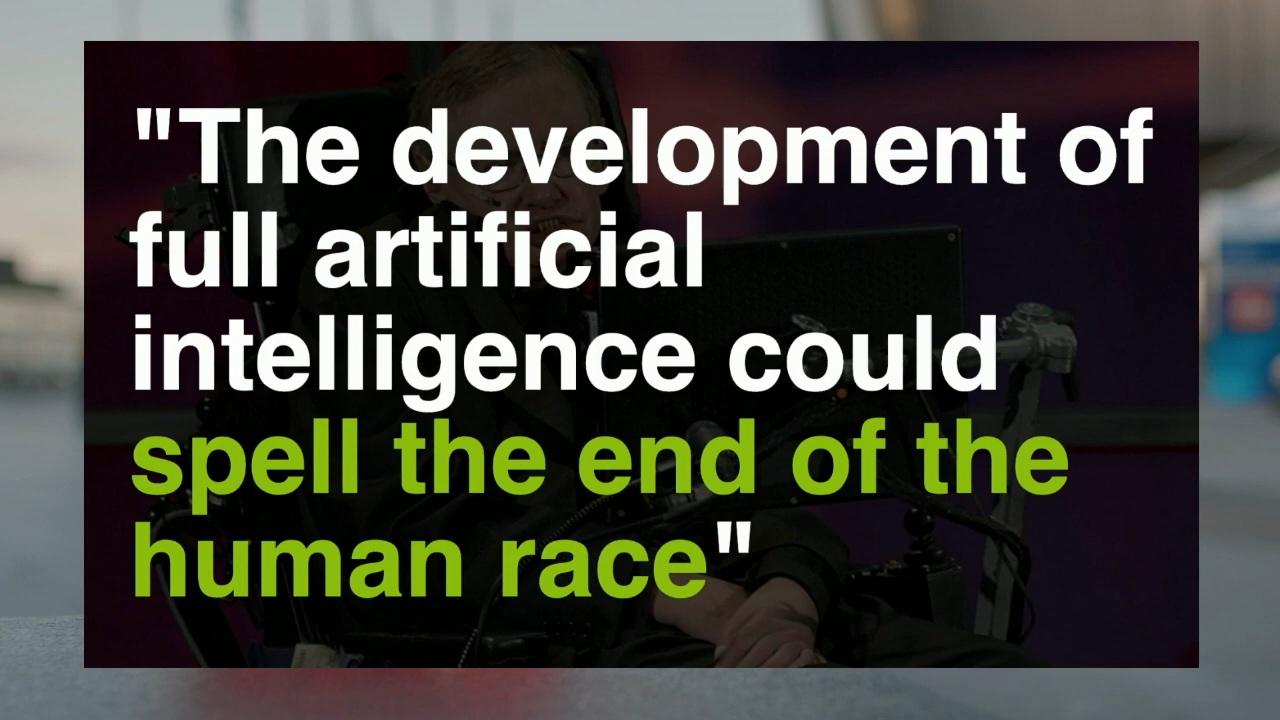 "The development of
full artificial
intelligence could
spell the end of the
human race"